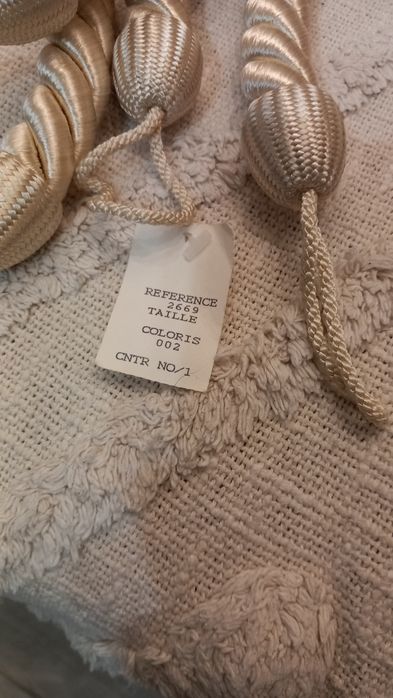 REFERENCE
2669
TAILLE
COLORIS
002
CNTR NO/1